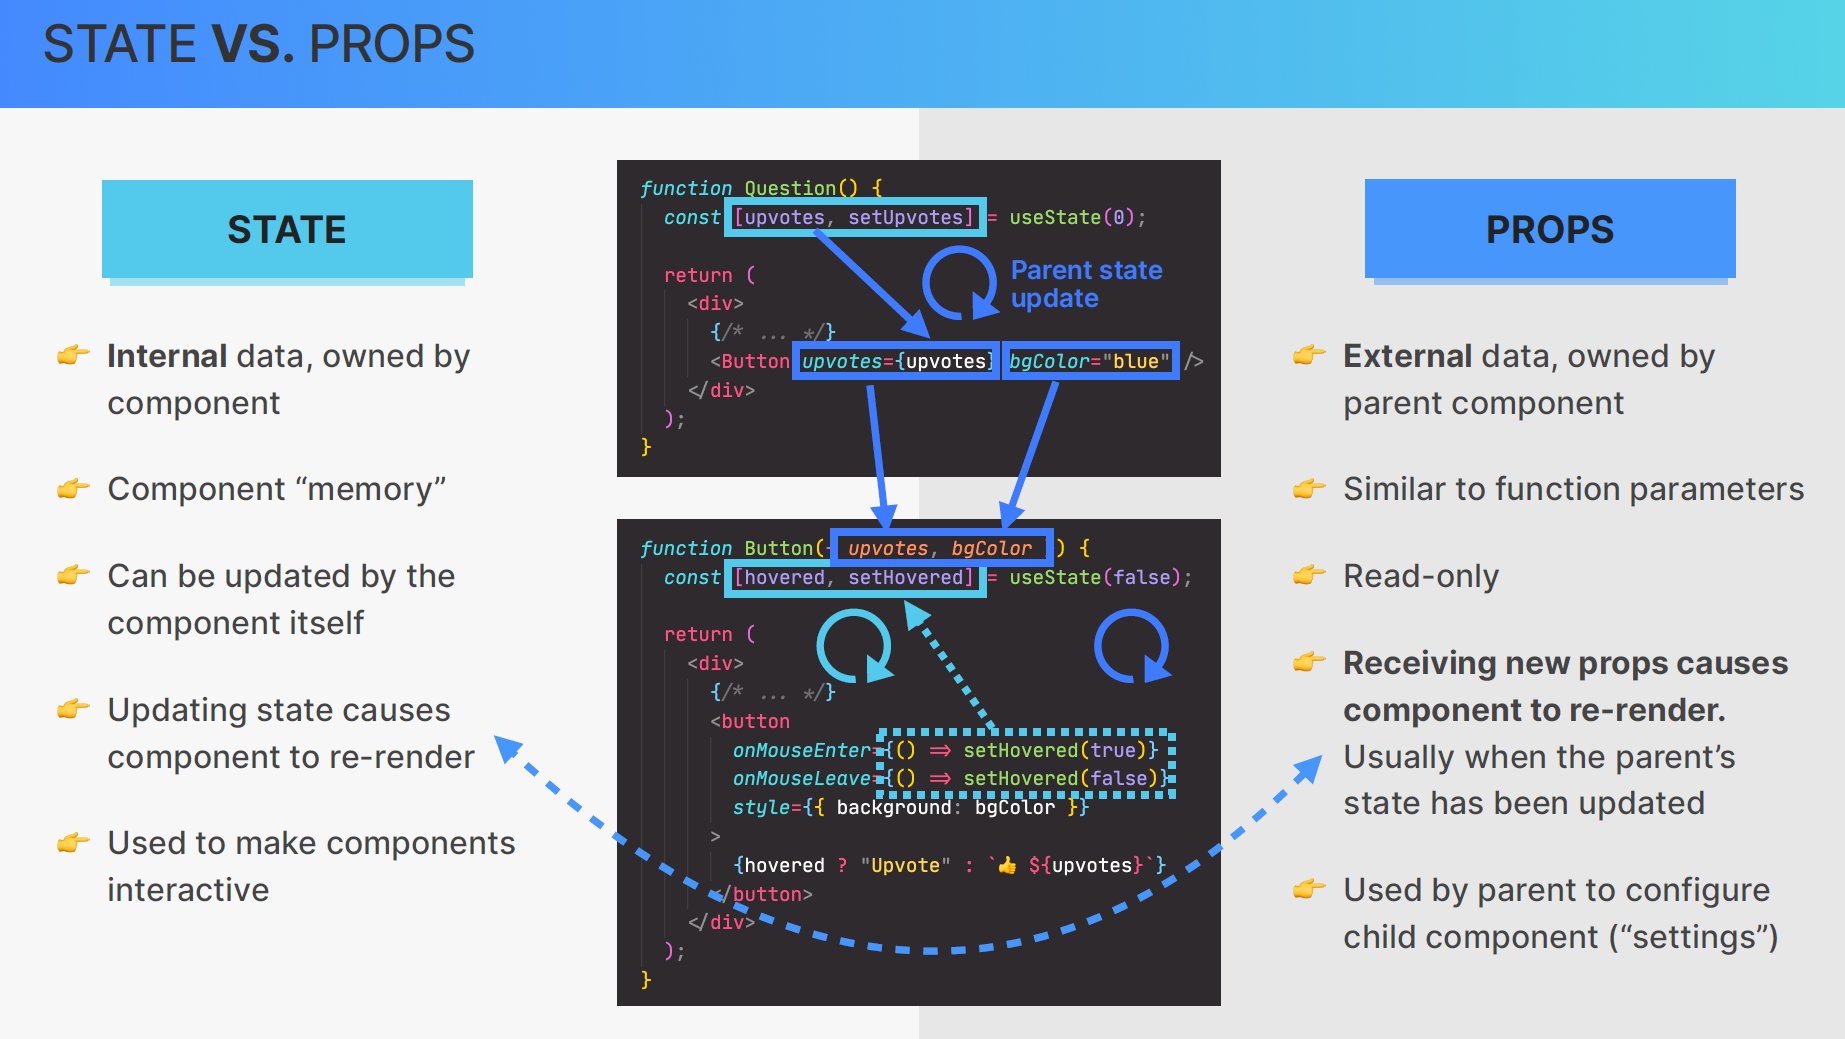 STATE VS. PROPS
STATE
👉 Internal data, owned by
component
👉 Component “memory”
👉 Can be updated by the
component itself
👉 Updating state causes
component to re-render
👉 Used to make components
interactive
function Question() {
const [upvotes, setUpvotes] = useState(0);
return (
<div>
{/* ... */}
<Button upvotes={upvotes} bgColor="blue" />
</div>
);
}
Parent state
update
function Button({ upvotes, bgColor }) {
const [hovered, setHovered] = useState(false);
return (
<div>
{/* ... */}
<button
onMouseEnter={() => setHovered(true)}
onMouseLeave={() => setHovered(false)}
style={{ background: bgColor }}
>
{hovered ? "Upvote" : `👍 ${upvotes}`}
</button>
</div>
);
}
PROPS
👉 External data, owned by
parent component
👉 Similar to function parameters
👉 Read-only
👉 Receiving new props causes
component to re-render.
Usually when the parent’s
state has been updated
👉 Used by parent to configure
child component (“settings”)